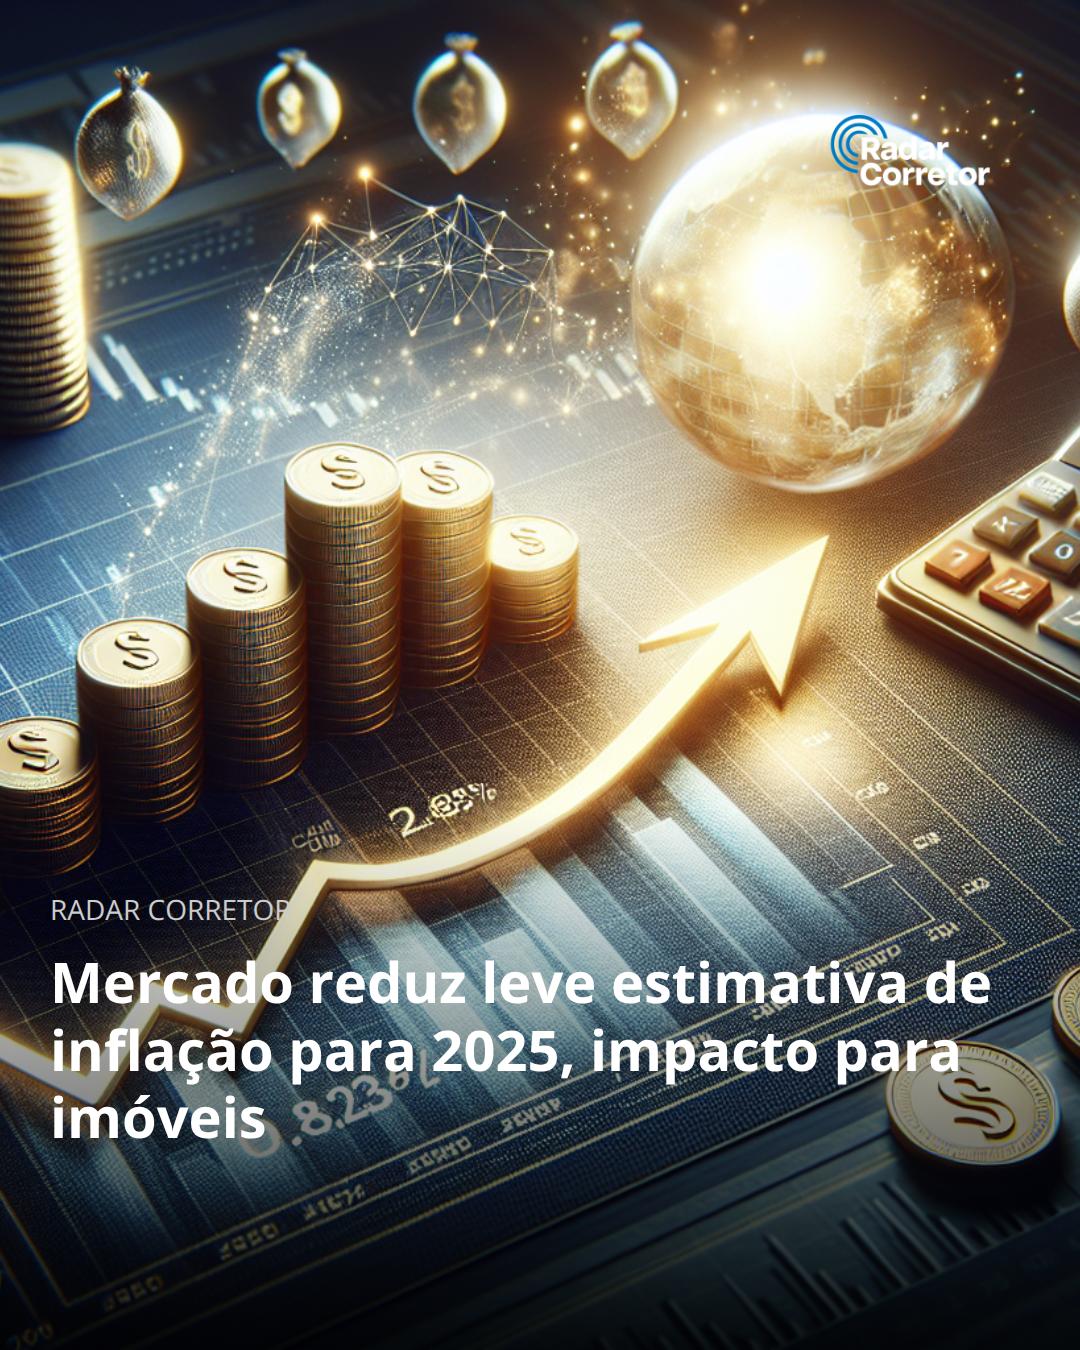 Radar
Corretor
RADAR CORRETOR
Mercado reduz leve estimativa de
inflação para 2025, impacto para
imóveis